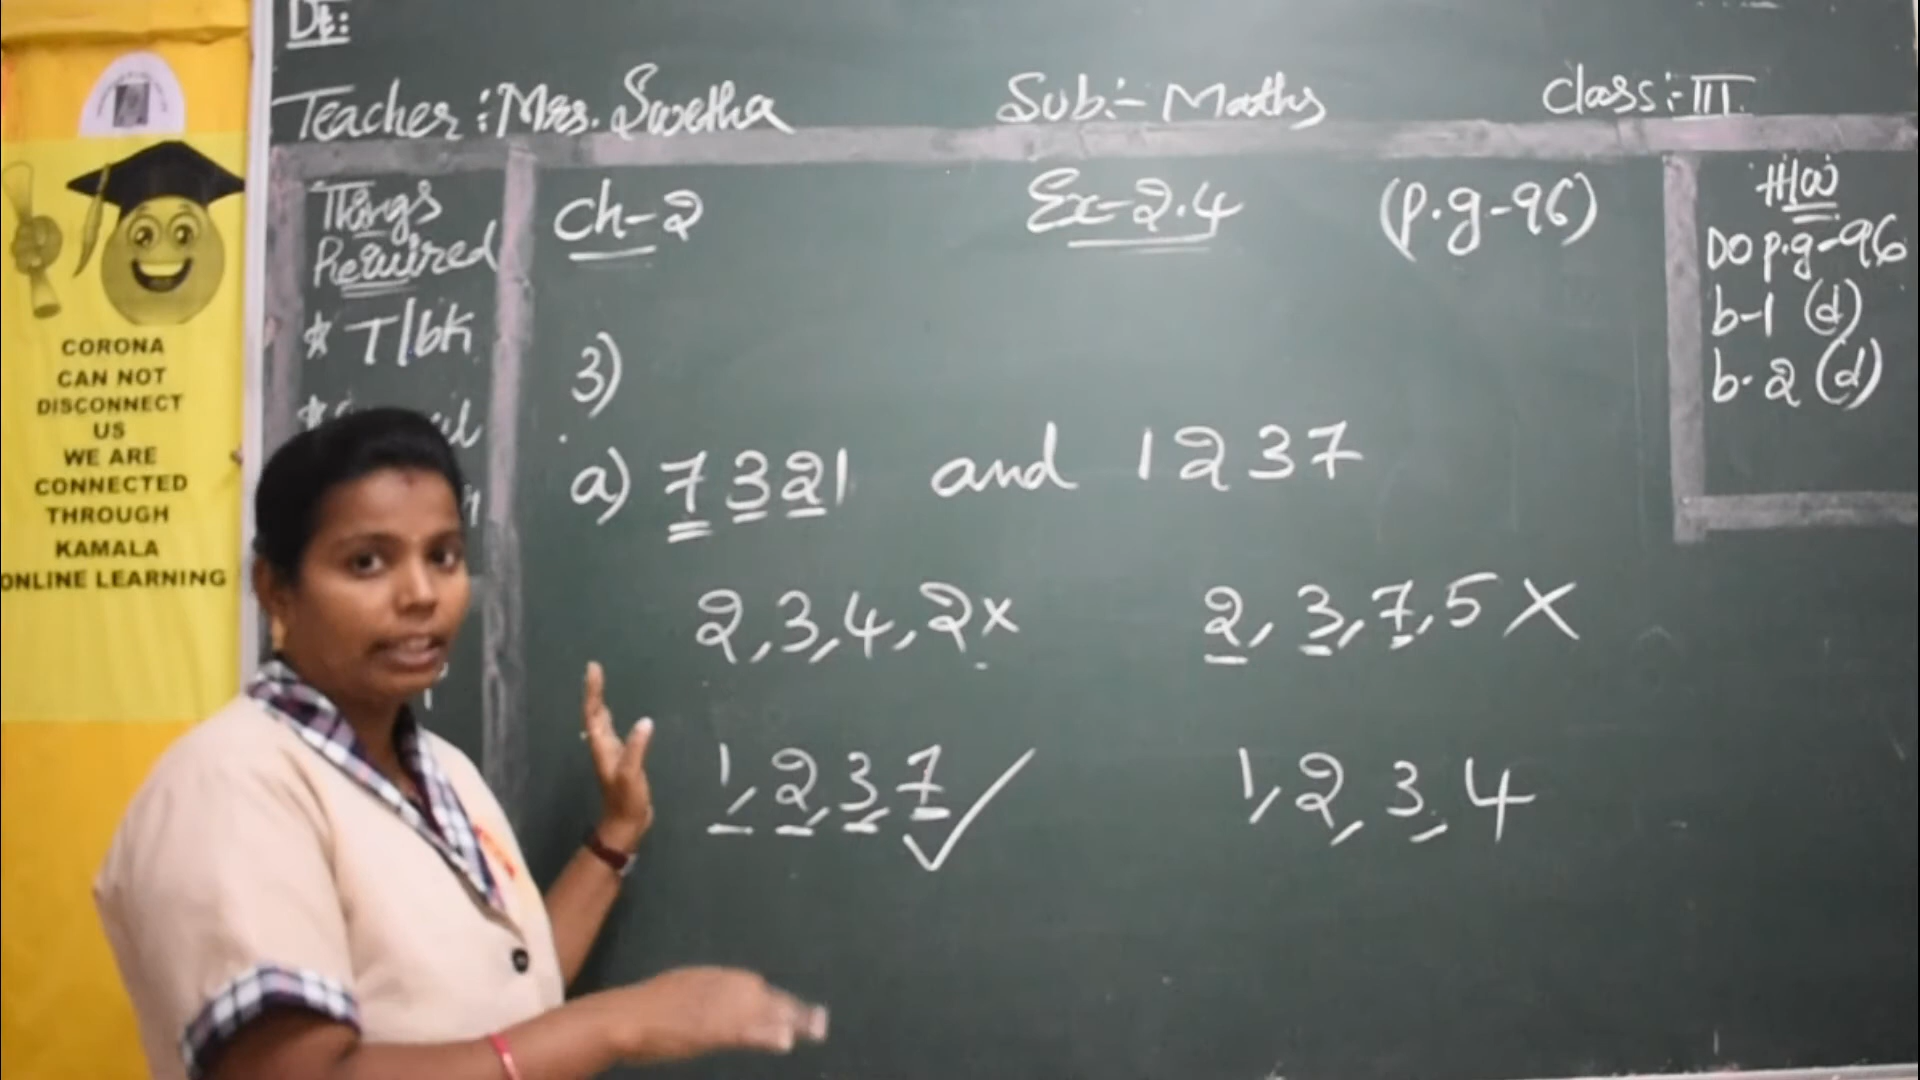 Dt:
Teacher: Mrs. Swetha Sub:- Maths Class:- III
CORONA
CAN NOT
DISCONNECT
US
WE ARE
CONNECTED
THROUGH
KAMALA
ONLINE LEARNING
Things
Required
* T/bk
Ch-2 Ex-2.4 (p.g-96)
3)
a) 7321 and 1237
2,3,4,2x 2,3,7,5 X
1,2,3,7 ✓ 1,2,3,4
H/W
Do p.g-96
b-1 (d)
b-2 (d)